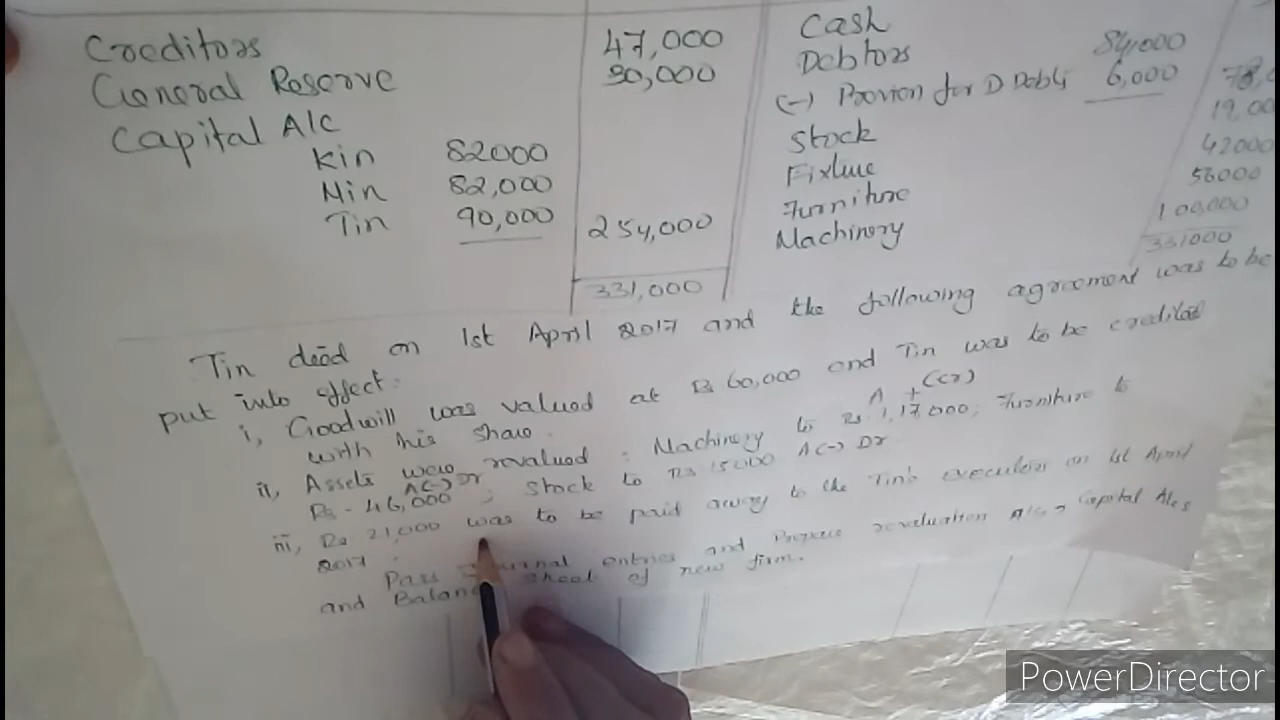 Creditors 47,000 Cash
General Reserve 30,000 Debtors 84,000
Capital A/c (-) Provion for D Debts 6,000 78,
Kin 82000 Stock 19,00
Min 82,000 Fixture 42000
Tin 90,000 254,000 Furniture 56000
Machinery 100,000
331,000 331000
Tin died on 1st April 2017 and the following agreement was to be
put into effect:
i, Goodwill was valued at Rs 60,000 and Tin was to be credited
with his share.
A + (cr)
ii, Assets were revalued: Machinery to Rs 1,17,000; Furniture to
A(-) Dr
Rs - 46,000; Stock to Rs 15000 A(-) Dr
iii, Rs 21,000 was to be paid away to the Tin's executors on 1st April
2017.
Pass Journal entries and Prepare revaluation A/c, Capital A/cs
and Balance Sheet of new firm.
PowerDirector